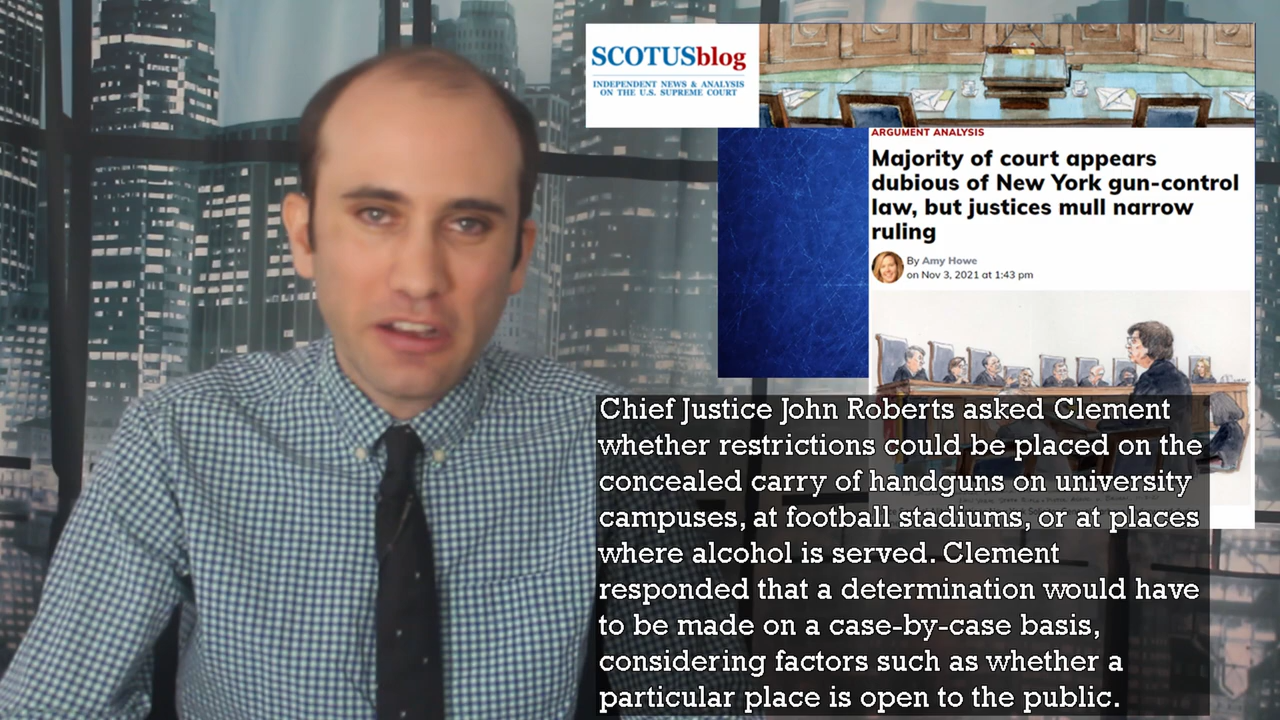 SCOTUSblog
INDEPENDENT NEWS & ANALYSIS
ON THE U.S. SUPREME COURT
ARGUMENT ANALYSIS
Majority of court appears
dubious of New York gun-control
law, but justices mull narrow
ruling
By Amy Howe
on Nov 3, 2021 at 1:43 pm
Chief Justice John Roberts asked Clement
whether restrictions could be placed on the
concealed carry of handguns on university
campuses, at football stadiums, or at places
where alcohol is served. Clement
responded that a determination would have
to be made on a case-by-case basis,
considering factors such as whether a
particular place is open to the public.